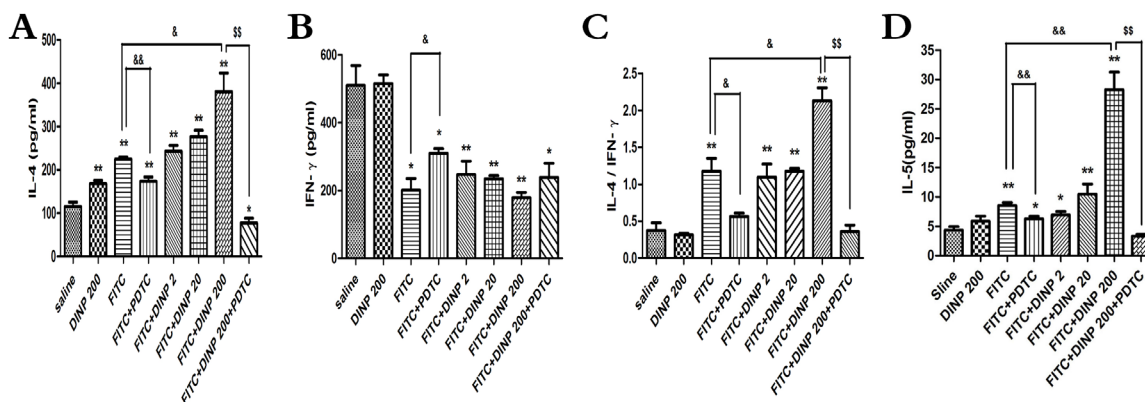 A
IL-4 (pg/ml)
500
400
300
200
100
0
**
**
**
**
**
**
*
&&
&
$$
saline
DINP 200
FITC
FITC+PDTC
FITC+DINP 2
FITC+DINP 20
FITC+DINP 200
FITC+DINP 200+PDTC
B
IFN- γ (pg/ml)
600
400
200
0
*
*
**
**
**
*
&
saline
DINP 200
FITC
FITC+PDTC
FITC+DINP 2
FITC+DINP 20
FITC+DINP 200
FITC+DINP 200+PDTC
C
IL-4 / IFN- γ
2.5
2.0
1.5
1.0
0.5
0.0
**
**
**
**
&
&
$$
saline
DINP 200
FITC
FITC+PDTC
FITC+DINP 2
FITC+DINP 20
FITC+DINP 200
FITC+DINP 200+PDTC
D
IL-5(pg/ml)
35
30
25
20
15
10
5
0
**
*
*
**
**
&&
&&
$$
Sline
DINP 200
FITC
FITC+PDTC
FITC+DINP 2
FITC+DINP 20
FITC+DINP 200
FITC+DINP 200+PDTC